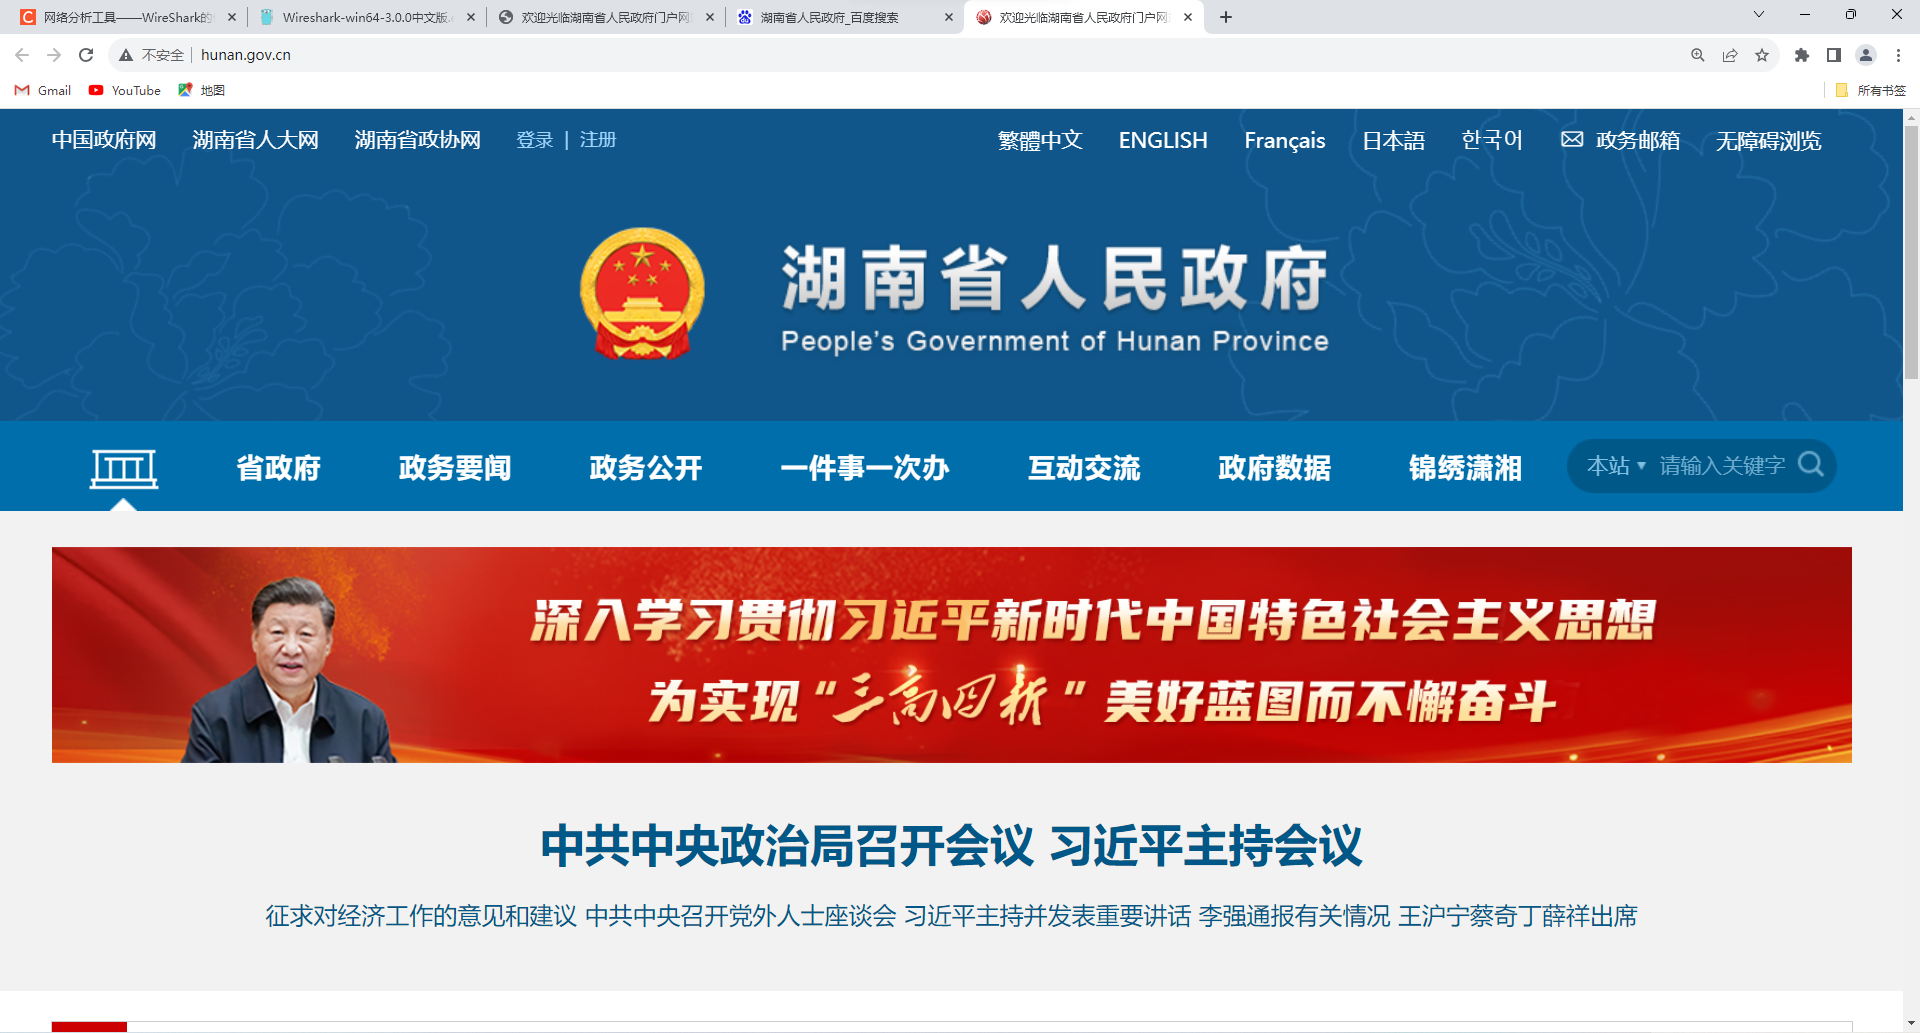 网络分析工具——WireShark的
Wireshark-win64-3.0.0中文版.
欢迎光临湖南省人民政府门户网
湖南省人民政府_百度搜索
欢迎光临湖南省人民政府门户网
不安全 hunan.gov.cn
Gmail YouTube 地图 所有书签
中国政府网 湖南省人大网 湖南省政协网 登录 | 注册 繁體中文 ENGLISH Français 日本語 한국어 政务邮箱 无障碍浏览
湖南省人民政府
People's Government of Hunan Province
省政府 政务要闻 政务公开 一件事一次办 互动交流 政府数据 锦绣潇湘 本站 请输入关键字
深入学习贯彻习近平新时代中国特色社会主义思想
为实现“三高四新”美好蓝图而不懈奋斗
中共中央政治局召开会议 习近平主持会议
征求对经济工作的意见和建议 中共中央召开党外人士座谈会 习近平主持并发表重要讲话 李强通报有关情况 王沪宁蔡奇丁薛祥出席